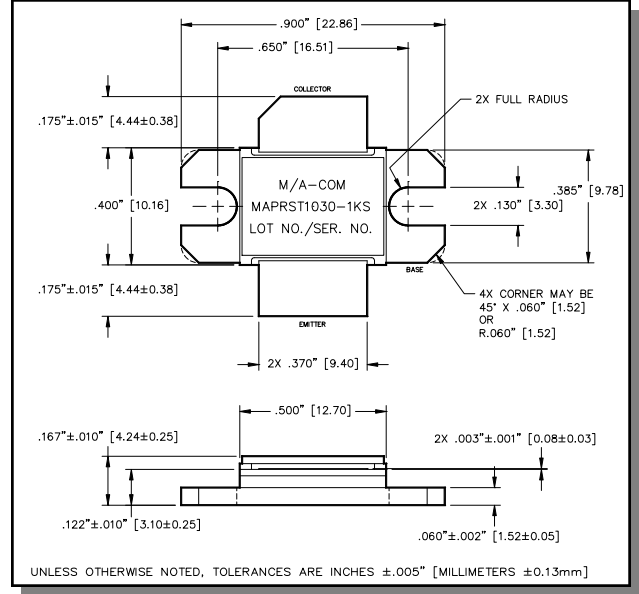 .900" [22.86]
.650" [16.51]
COLLECTOR
2X FULL RADIUS
.175"±.015" [4.44±0.38]
M/A-COM
MAPRST1030-1KS
LOT NO./SER. NO.
.400" [10.16]
.385" [9.78]
2X .130" [3.30]
BASE
.175"±.015" [4.44±0.38]
4X CORNER MAY BE
45° X .060" [1.52]
OR
R.060" [1.52]
EMITTER
2X .370" [9.40]
.500" [12.70]
.167"±.010" [4.24±0.25]
2X .003"±.001" [0.08±0.03]
.122"±.010" [3.10±0.25]
.060"±.002" [1.52±0.05]
UNLESS OTHERWISE NOTED, TOLERANCES ARE INCHES ±.005" [MILLIMETERS ±0.13mm]